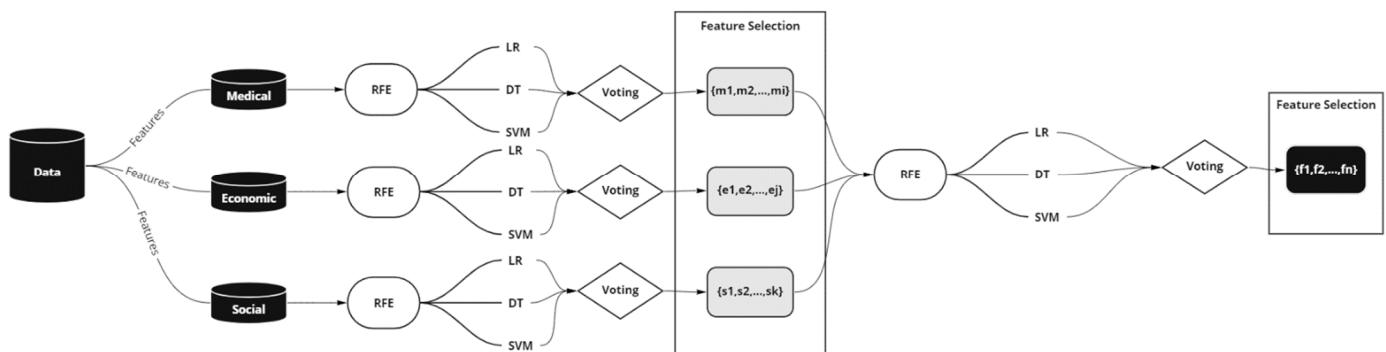 Feature Selection
Data
Features
Medical
RFE
LR
DT
SVM
Voting
{m1,m2,...,mi}
Features
Economic
RFE
LR
DT
SVM
Voting
{e1,e2,...,ej}
Features
Social
RFE
LR
DT
SVM
Voting
{s1,s2,...,sk}
RFE
LR
DT
SVM
Voting
Feature Selection
{f1,f2,...,fn}